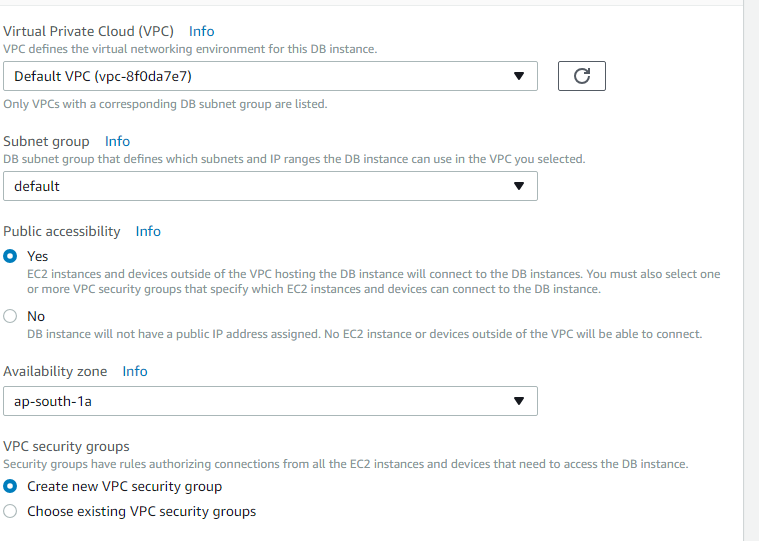 Virtual Private Cloud (VPC) Info
VPC defines the virtual networking environment for this DB instance.
Default VPC (vpc-8f0da7e7)
Only VPCs with a corresponding DB subnet group are listed.
Subnet group Info
DB subnet group that defines which subnets and IP ranges the DB instance can use in the VPC you selected.
default
Public accessibility Info
Yes
EC2 instances and devices outside of the VPC hosting the DB instance will connect to the DB instances. You must also select one
or more VPC security groups that specify which EC2 instances and devices can connect to the DB instance.
No
DB instance will not have a public IP address assigned. No EC2 instance or devices outside of the VPC will be able to connect.
Availability zone Info
ap-south-1a
VPC security groups
Security groups have rules authorizing connections from all the EC2 instances and devices that need to access the DB instance.
Create new VPC security group
Choose existing VPC security groups